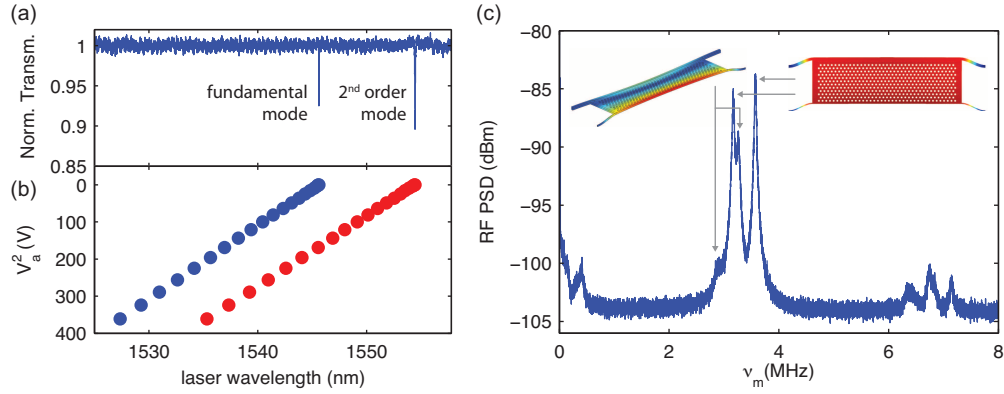 (a)
1
0.95
0.9
0.85
Norm. Transm.
fundamental
mode
2nd order
mode
(b)
0
100
200
300
400
Va2 (V)
1530
1540
1550
laser wavelength (nm)
(c)
−80
−85
−90
−95
−100
−105
RF PSD (dBm)
0
2
4
6
8
νm(MHz)